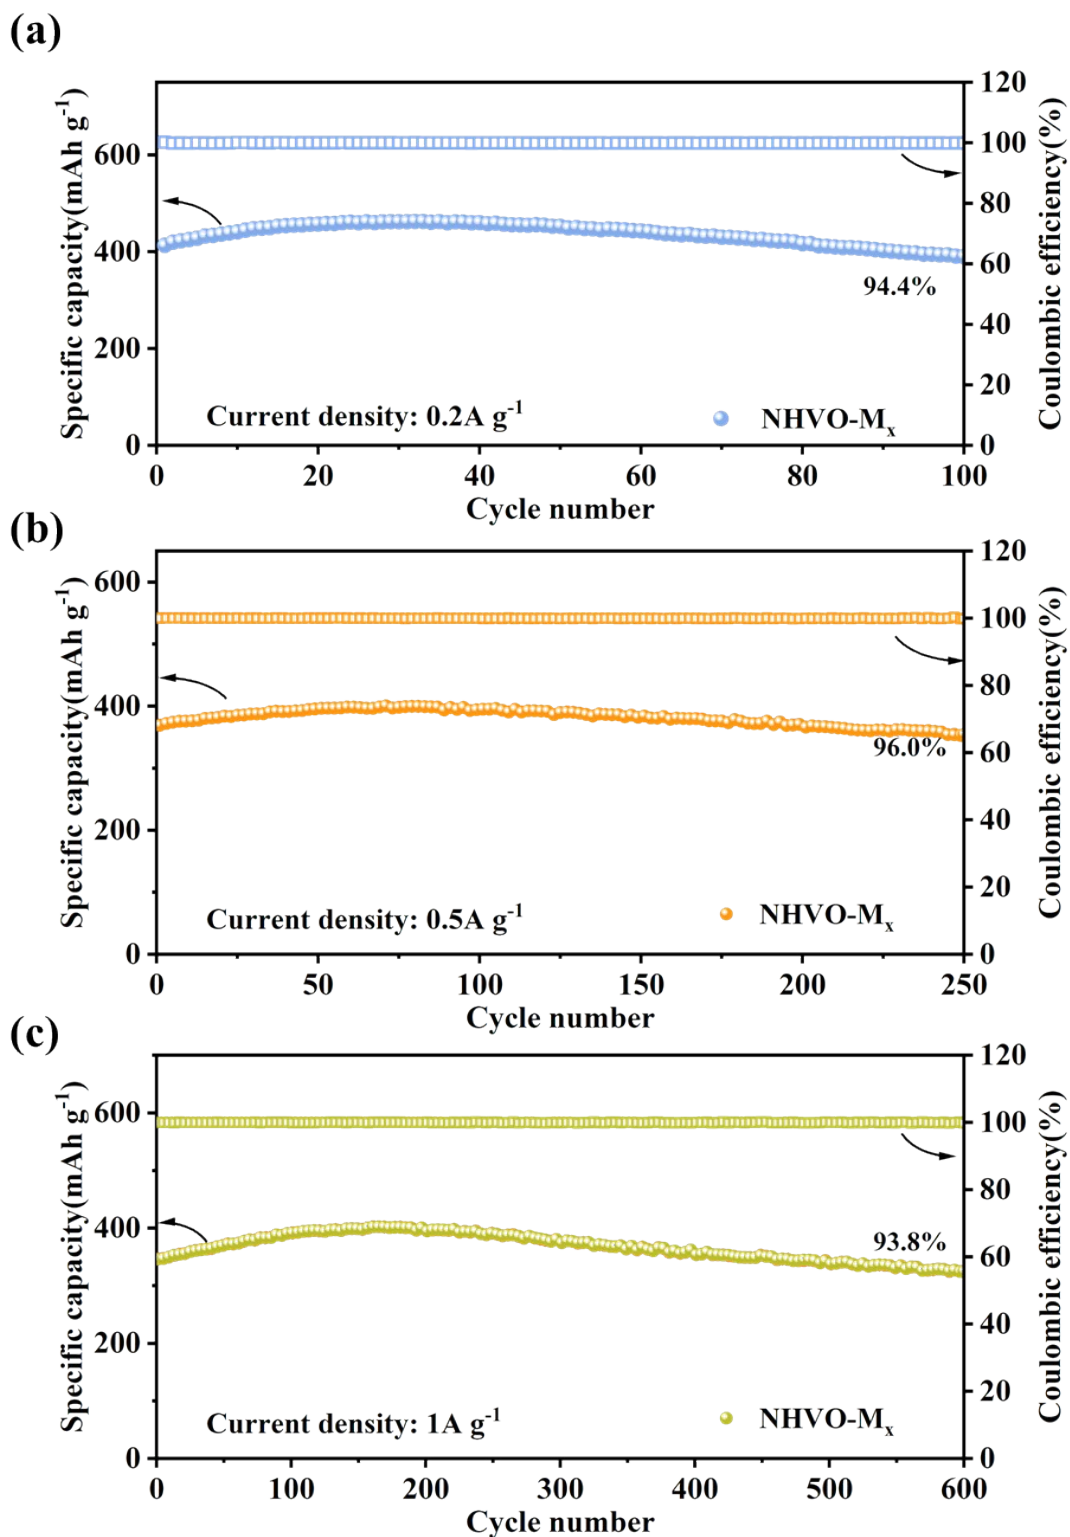 (a)
Specific capacity(mAh g⁻¹)
600
400
200
0
120
100
80
60
40
20
0
Coulombic efficiency(%)
94.4%
Current density: 0.2A g⁻¹
NHVO-Mₓ
0 20 40 60 80 100
Cycle number
(b)
Specific capacity(mAh g⁻¹)
600
400
200
0
120
100
80
60
40
20
0
Coulombic efficiency(%)
96.0%
Current density: 0.5A g⁻¹
NHVO-Mₓ
0 50 100 150 200 250
Cycle number
(c)
Specific capacity(mAh g⁻¹)
600
400
200
0
120
100
80
60
40
20
0
Coulombic efficiency(%)
93.8%
Current density: 1A g⁻¹
NHVO-Mₓ
0 100 200 300 400 500 600
Cycle number